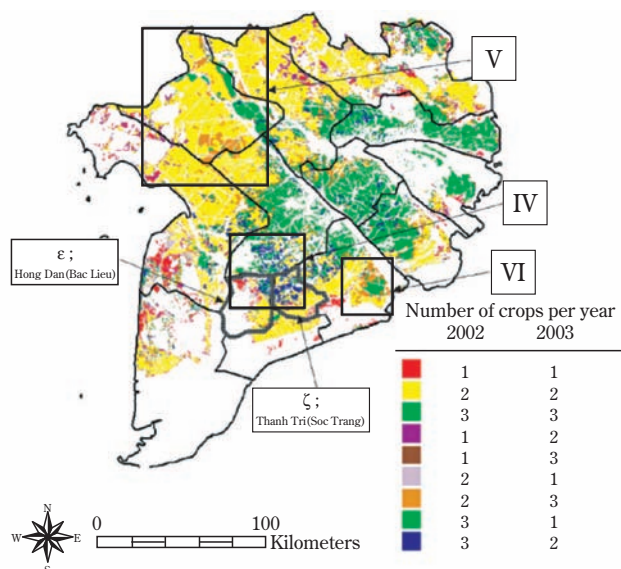 V
IV
ε ;
Hong Dan(Bac Lieu)
VI
Number of crops per year
2002 2003
ζ ;
Thanh Tri(Soc Trang)
1 1
2 2
3 3
1 2
1 3
2 1
2 3
3 1
3 2
N
W E
S
0 100
Kilometers